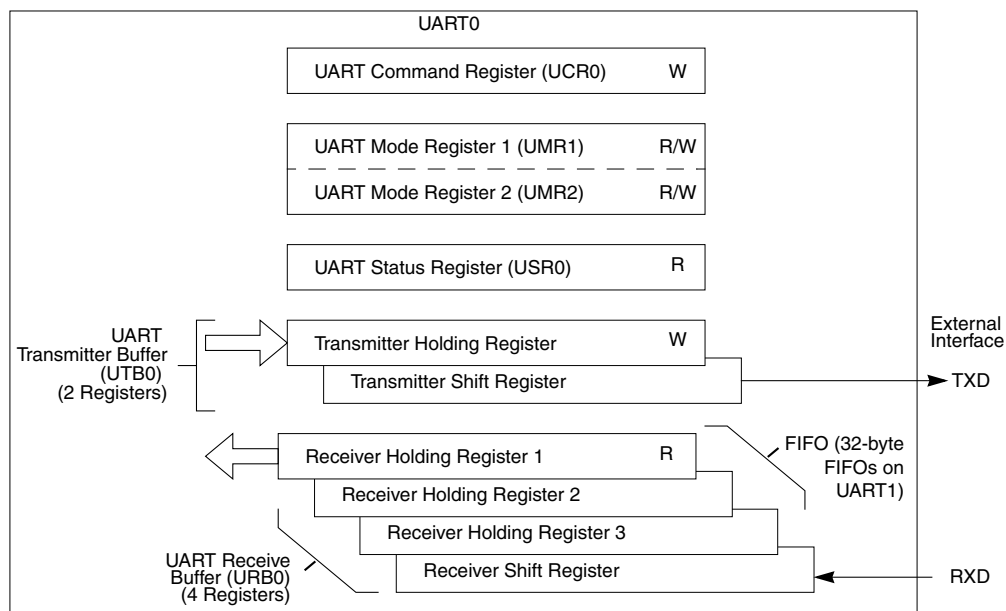 UART0
UART Command Register (UCR0) W
UART Mode Register 1 (UMR1) R/W
UART Mode Register 2 (UMR2) R/W
UART Status Register (USR0) R
UART
Transmitter Buffer
(UTB0)
(2 Registers)
Transmitter Holding Register W
Transmitter Shift Register
External
Interface
TXD
Receiver Holding Register 1 R
Receiver Holding Register 2
Receiver Holding Register 3
Receiver Shift Register
FIFO (32-byte
FIFOs on
UART1)
UART Receive
Buffer (URB0)
(4 Registers)
RXD